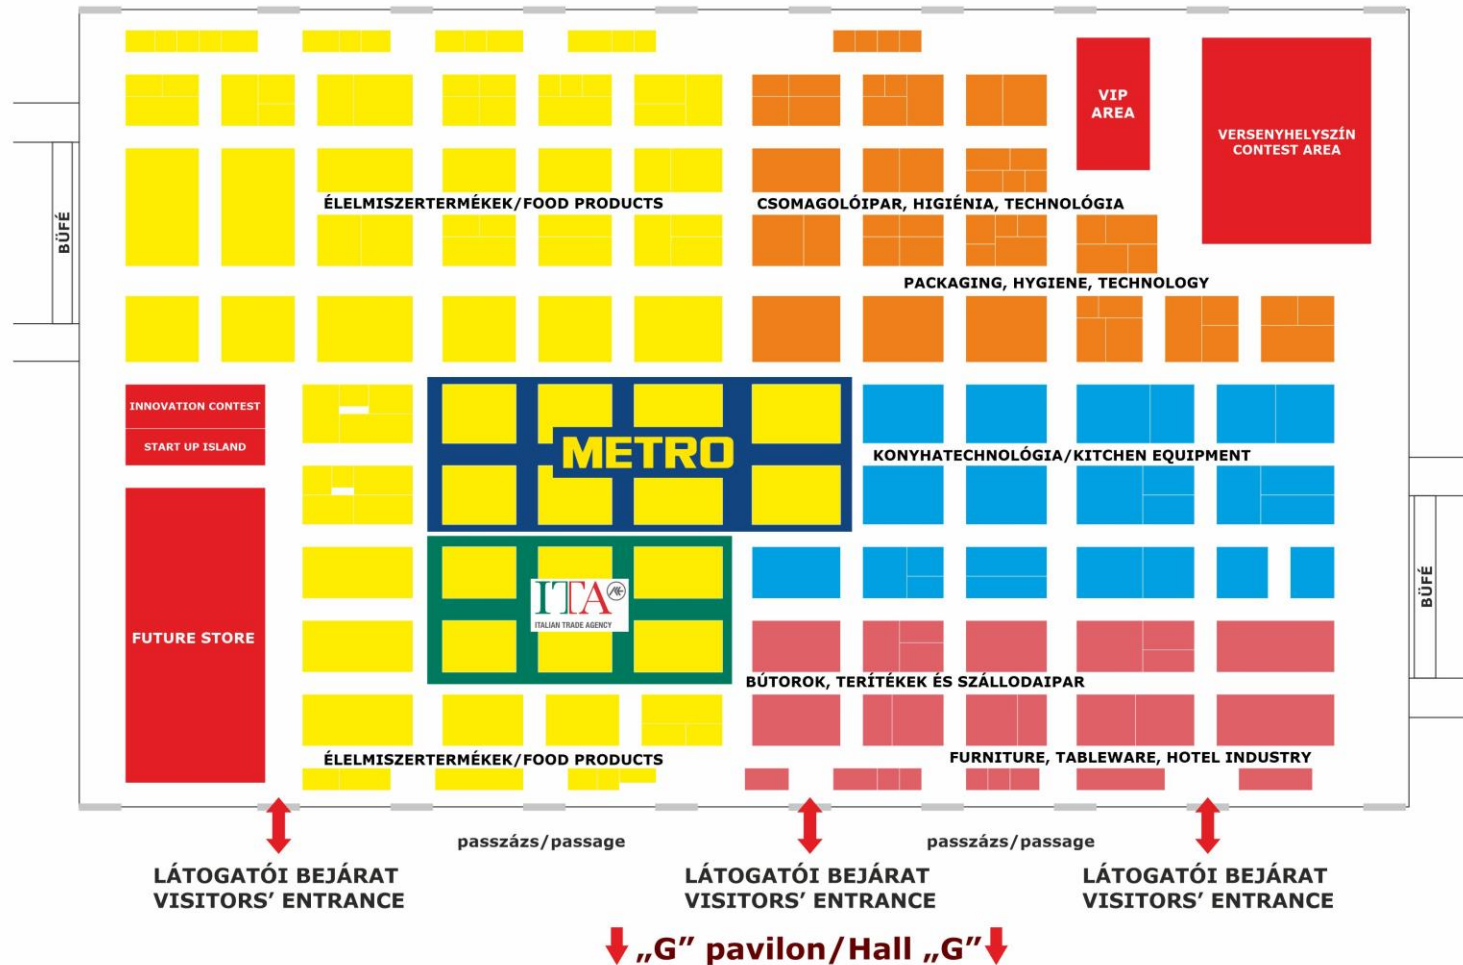 VIP
AREA
VERSENYHELYSZÍN
CONTEST AREA
BÜFÉ
ÉLELMISZERTERMÉKEK/FOOD PRODUCTS
CSOMAGOLÓIPAR, HIGIÉNIA, TECHNOLÓGIA
PACKAGING, HYGIENE, TECHNOLOGY
INNOVATION CONTEST
START UP ISLAND
METRO
KONYHATECHNOLÓGIA/KITCHEN EQUIPMENT
BÜFÉ
ITA
ITALIAN TRADE AGENCY
FUTURE STORE
BÚTOROK, TERÍTÉKEK ÉS SZÁLLODAIPAR
ÉLELMISZERTERMÉKEK/FOOD PRODUCTS
FURNITURE, TABLEWARE, HOTEL INDUSTRY
passzázs/passage
passzázs/passage
LÁTOGATÓI BEJÁRAT
VISITORS’ ENTRANCE
LÁTOGATÓI BEJÁRAT
VISITORS’ ENTRANCE
LÁTOGATÓI BEJÁRAT
VISITORS’ ENTRANCE
„G” pavilon/Hall „G”